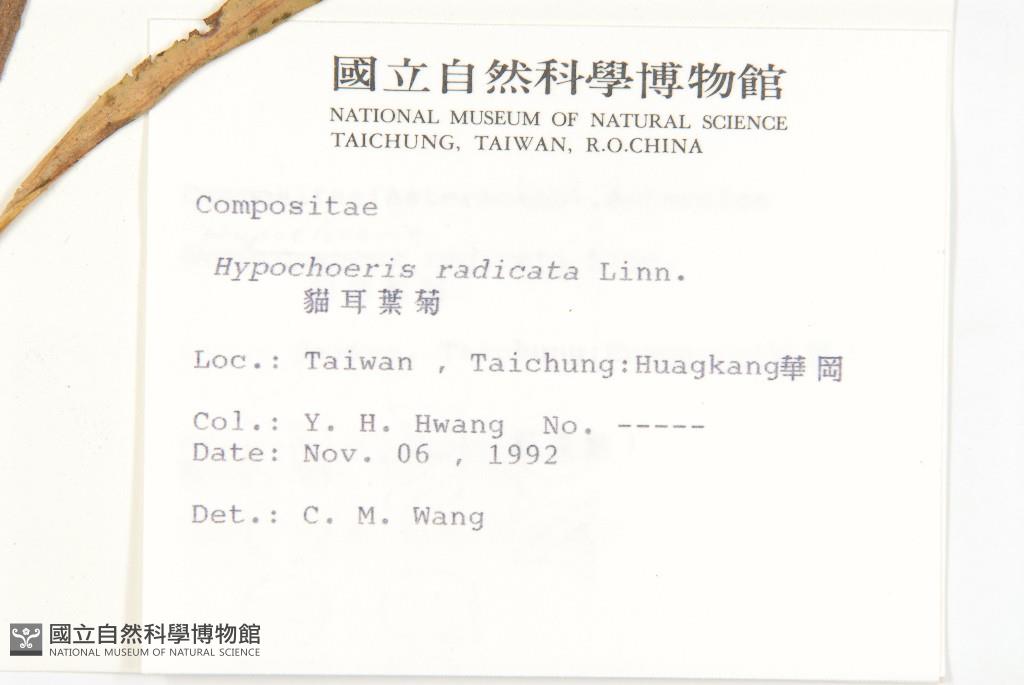 國立自然科學博物館
NATIONAL MUSEUM OF NATURAL SCIENCE
TAICHUNG, TAIWAN, R.O.CHINA
Compositae
Hypochoeris radicata Linn.
貓耳葉菊
Loc.: Taiwan , Taichung:Huagkang華岡
Col.: Y. H. Hwang No. -----
Date: Nov. 06 , 1992
Det.: C. M. Wang
國立自然科學博物館
NATIONAL MUSEUM OF NATURAL SCIENCE